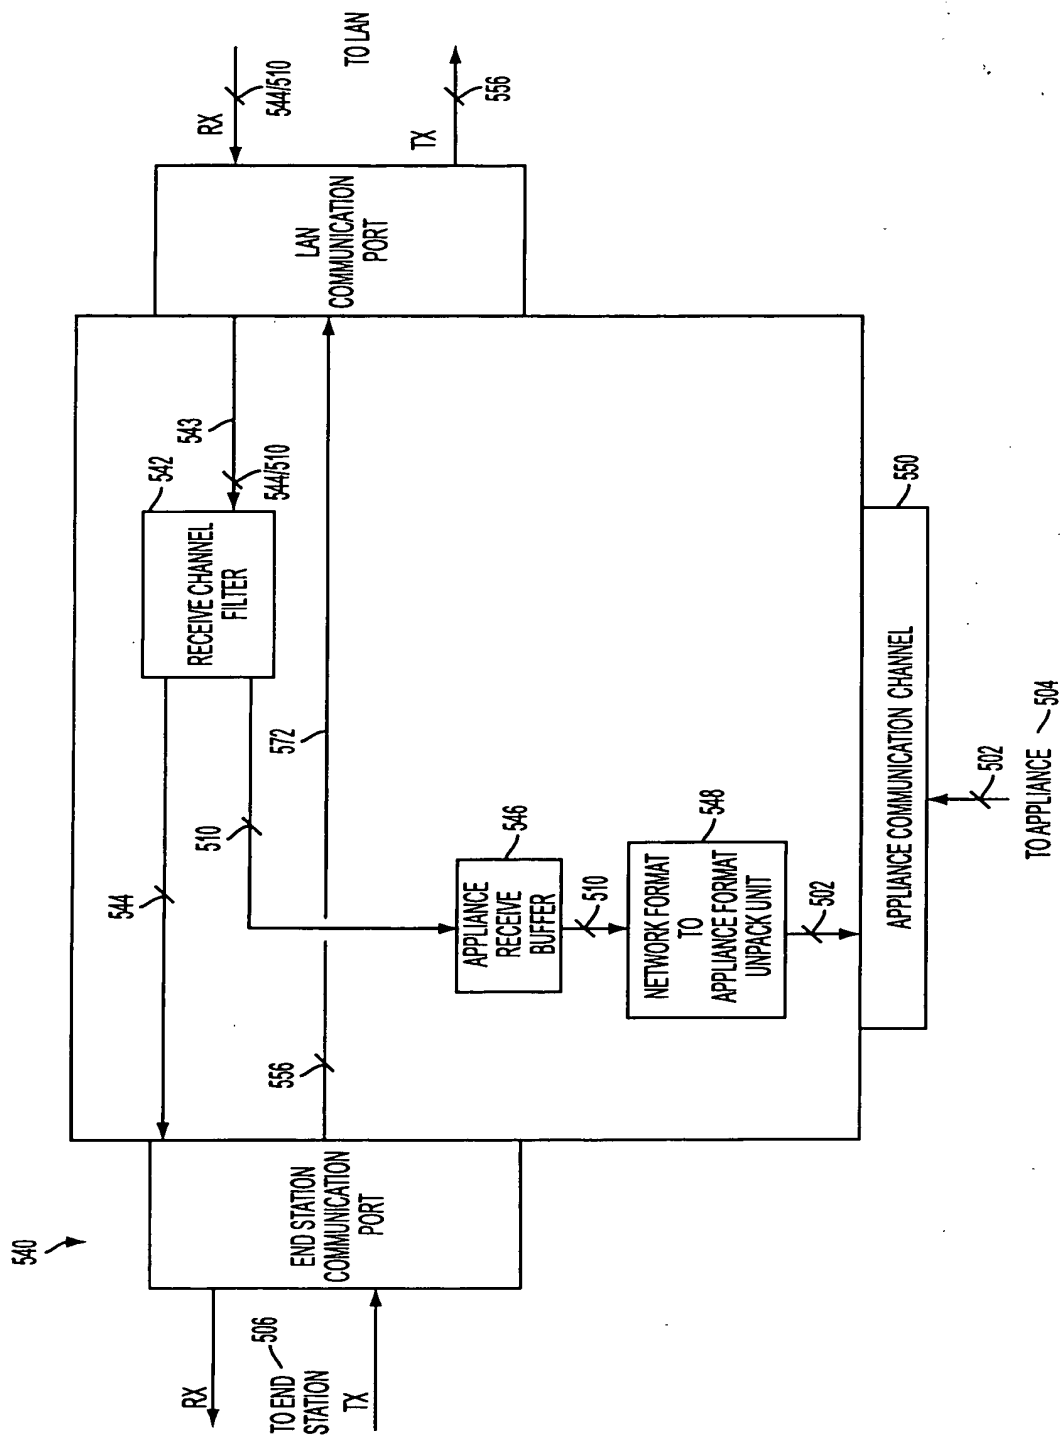 540
RX
TO END
STATION
506
TX
END STATION
COMMUNICATION
PORT
544
556
510
572
RECEIVE CHANNEL
FILTER
542
543
544/510
APPLIANCE
RECEIVE
BUFFER
546
510
NETWORK FORMAT
TO
APPLIANCE FORMAT
UNPACK UNIT
548
502
LAN
COMMUNICATION
PORT
RX
544/510
TO LAN
TX
556
APPLIANCE COMMUNICATION CHANNEL
550
502
TO APPLIANCE
504